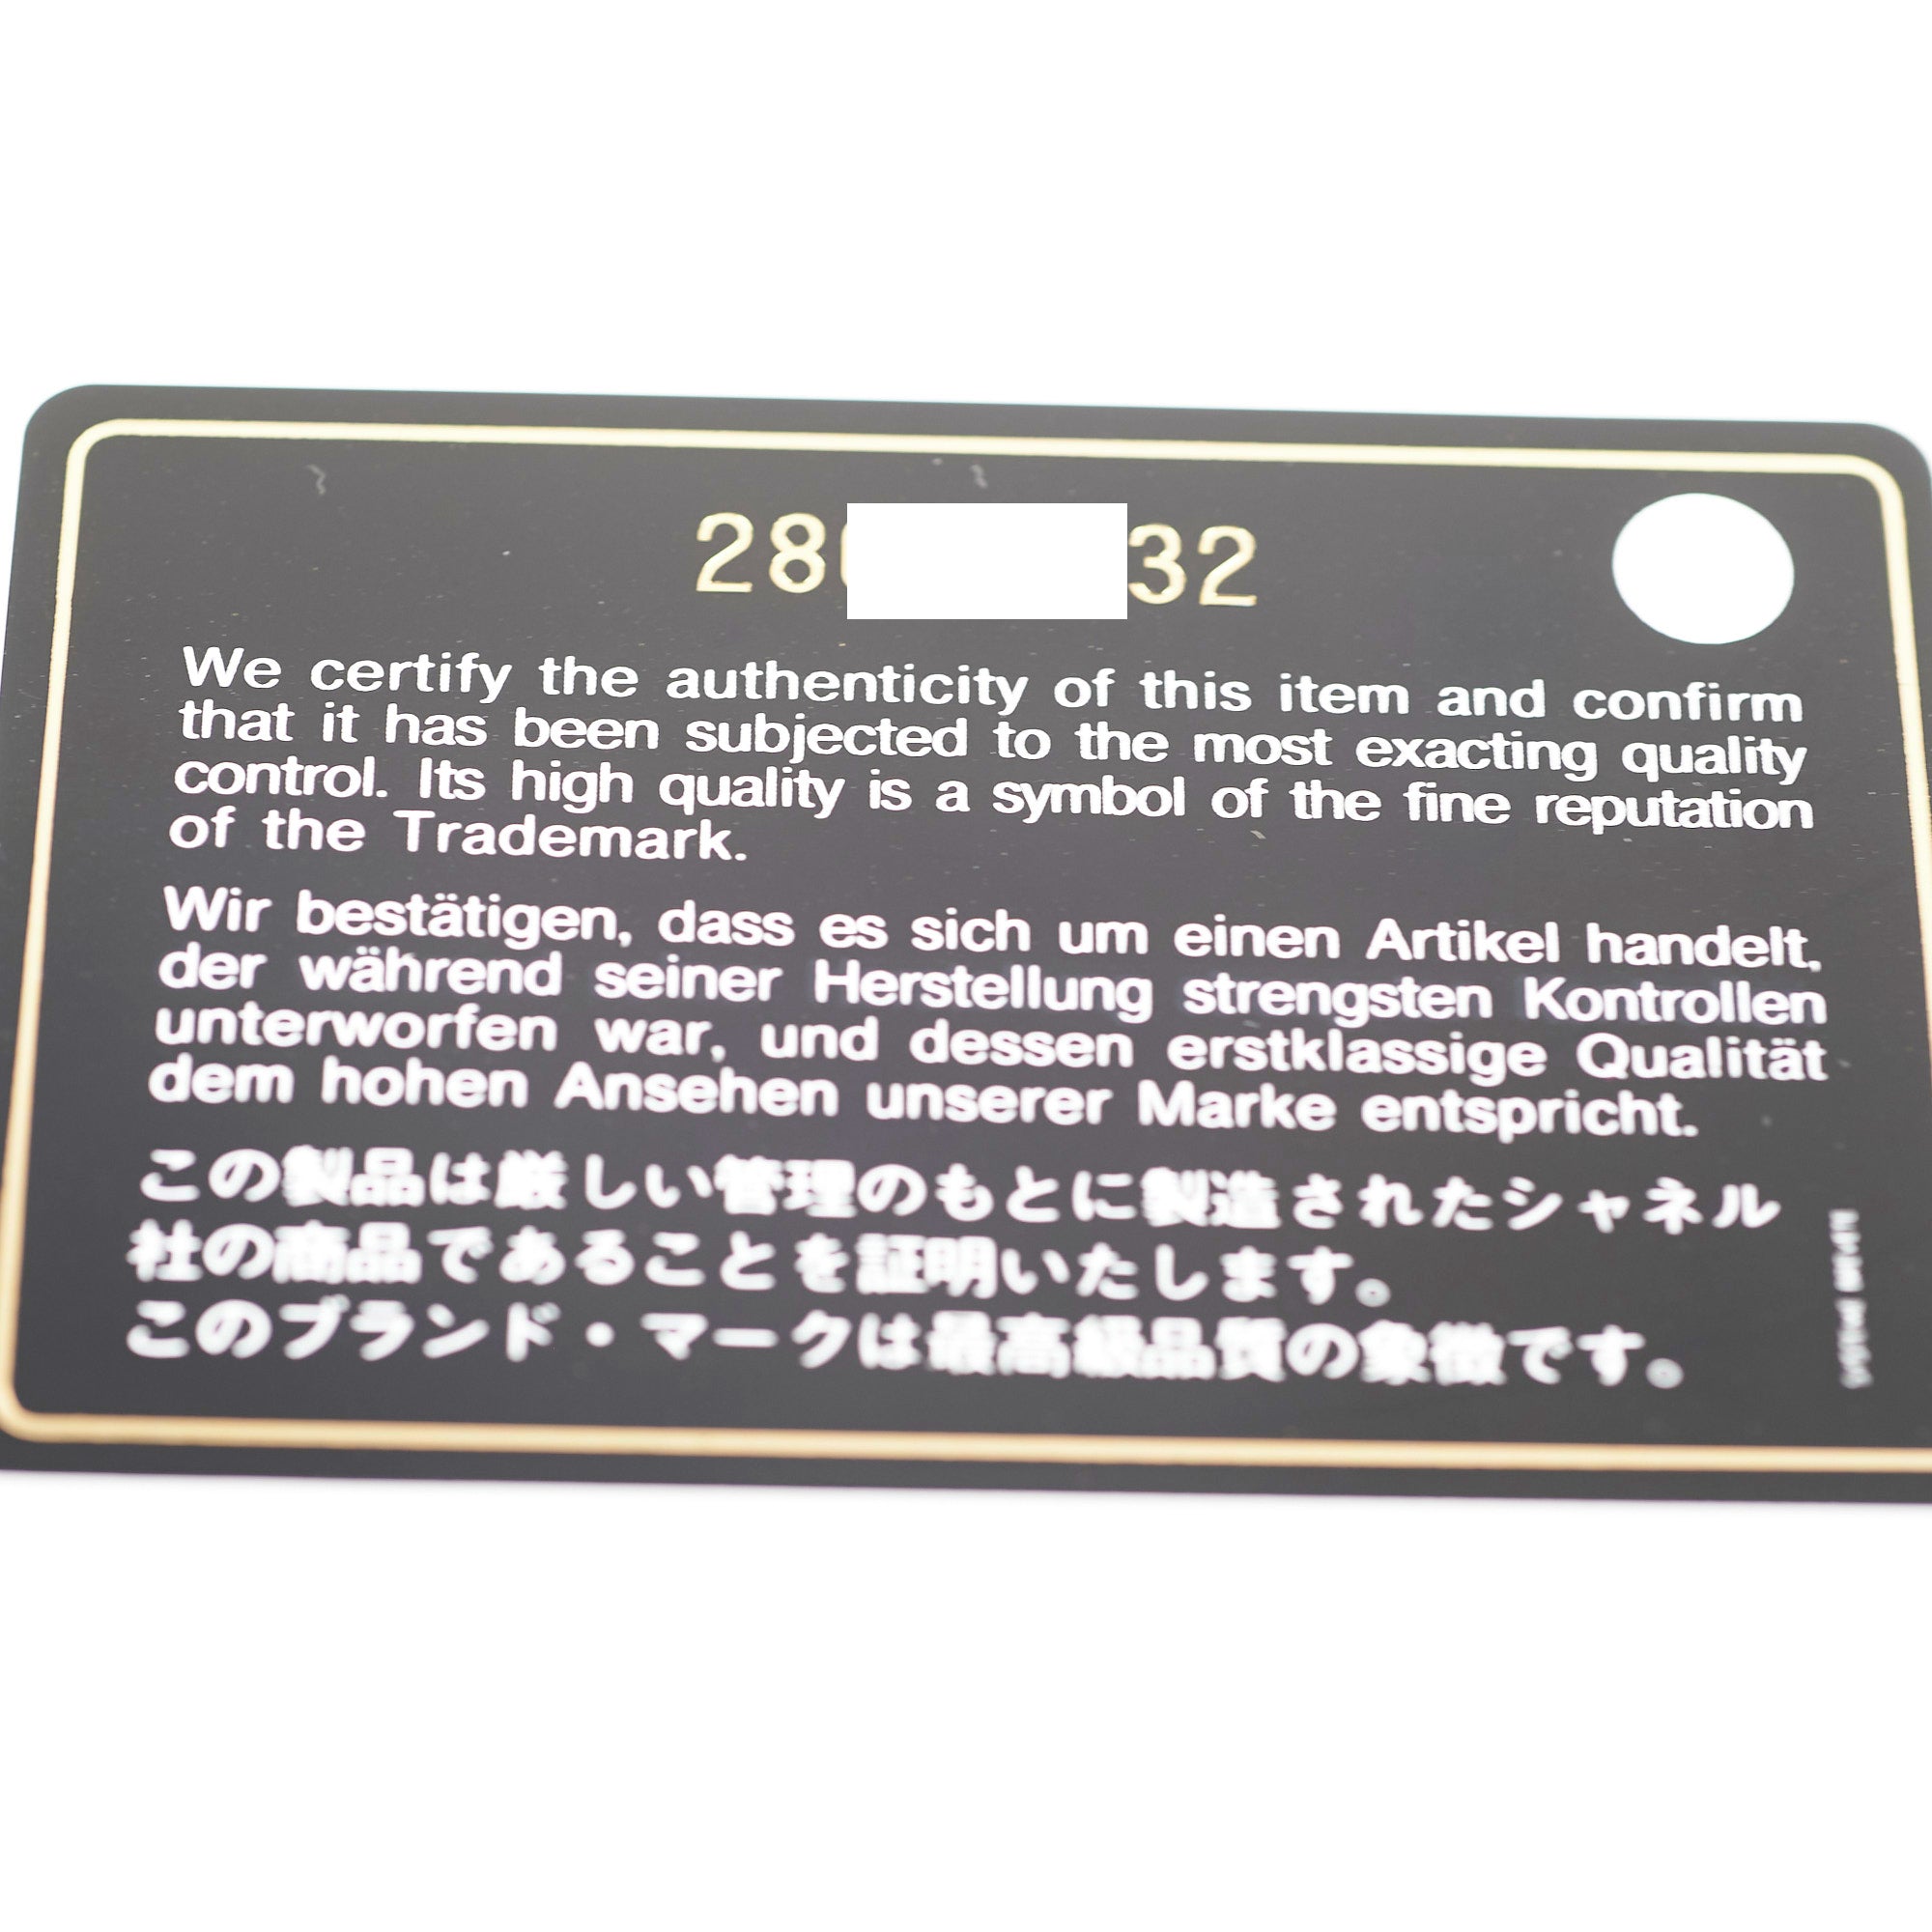 28 32
We certify the authenticity of this item and confirm
that it has been subjected to the most exacting quality
control. Its high quality is a symbol of the fine reputation
of the Trademark.
Wir bestätigen, dass es sich um einen Artikel handelt,
der während seiner Herstellung strengsten Kontrollen
unterworfen war, und dessen erstklassige Qualität
dem hohen Ansehen unserer Marke entspricht.
この製品は厳しい管理のもとに製造されたシャネル
社の商品であることを証明いたします。
このブランド・マークは最高級品質の象徴です。